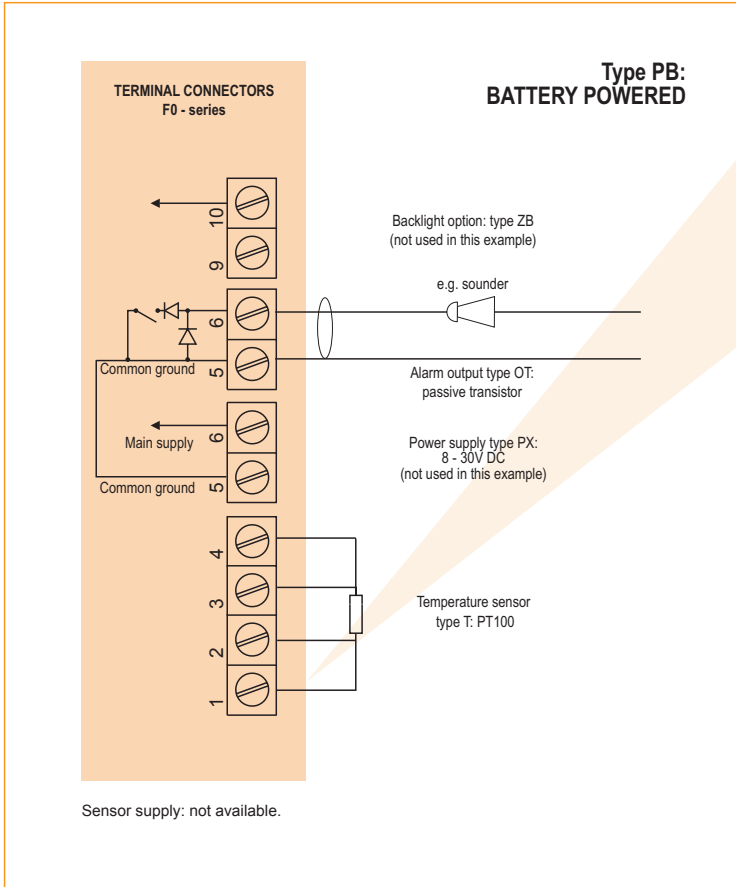 Type PB:
BATTERY POWERED
TERMINAL CONNECTORS
F0 - series
10
9
Backlight option: type ZB
(not used in this example)
e.g. sounder
6
5
Common ground
Alarm output type OT:
passive transistor
6
Main supply
Power supply type PX:
8 - 30V DC
(not used in this example)
5
Common ground
4
3
2
1
Temperature sensor
type T: PT100
Sensor supply: not available.